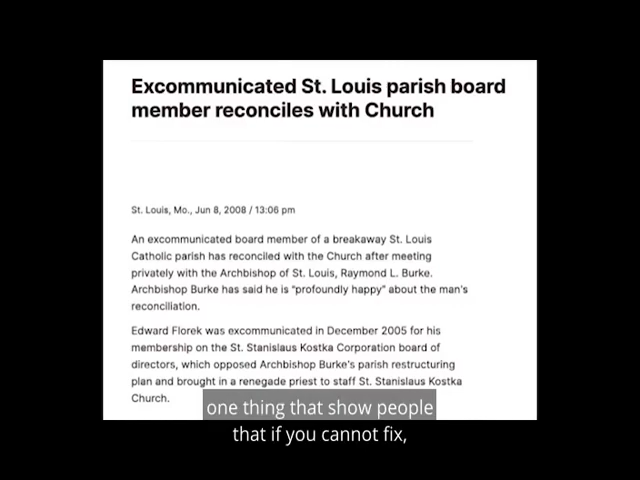 Excommunicated St. Louis parish board
member reconciles with Church
St. Louis, Mo., Jun 8, 2008 / 13:06 pm
An excommunicated board member of a breakaway St. Louis
Catholic parish has reconciled with the Church after meeting
privately with the Archbishop of St. Louis, Raymond L. Burke.
Archbishop Burke has said he is “profoundly happy” about the man's
reconciliation.
Edward Florek was excommunicated in December 2005 for his
membership on the St. Stanislaus Kostka Corporation board of
directors, which opposed Archbishop Burke's parish restructuring
plan and brought in a renegade priest to staff St. Stanislaus Kostka
Church.
one thing that show people
that if you cannot fix,